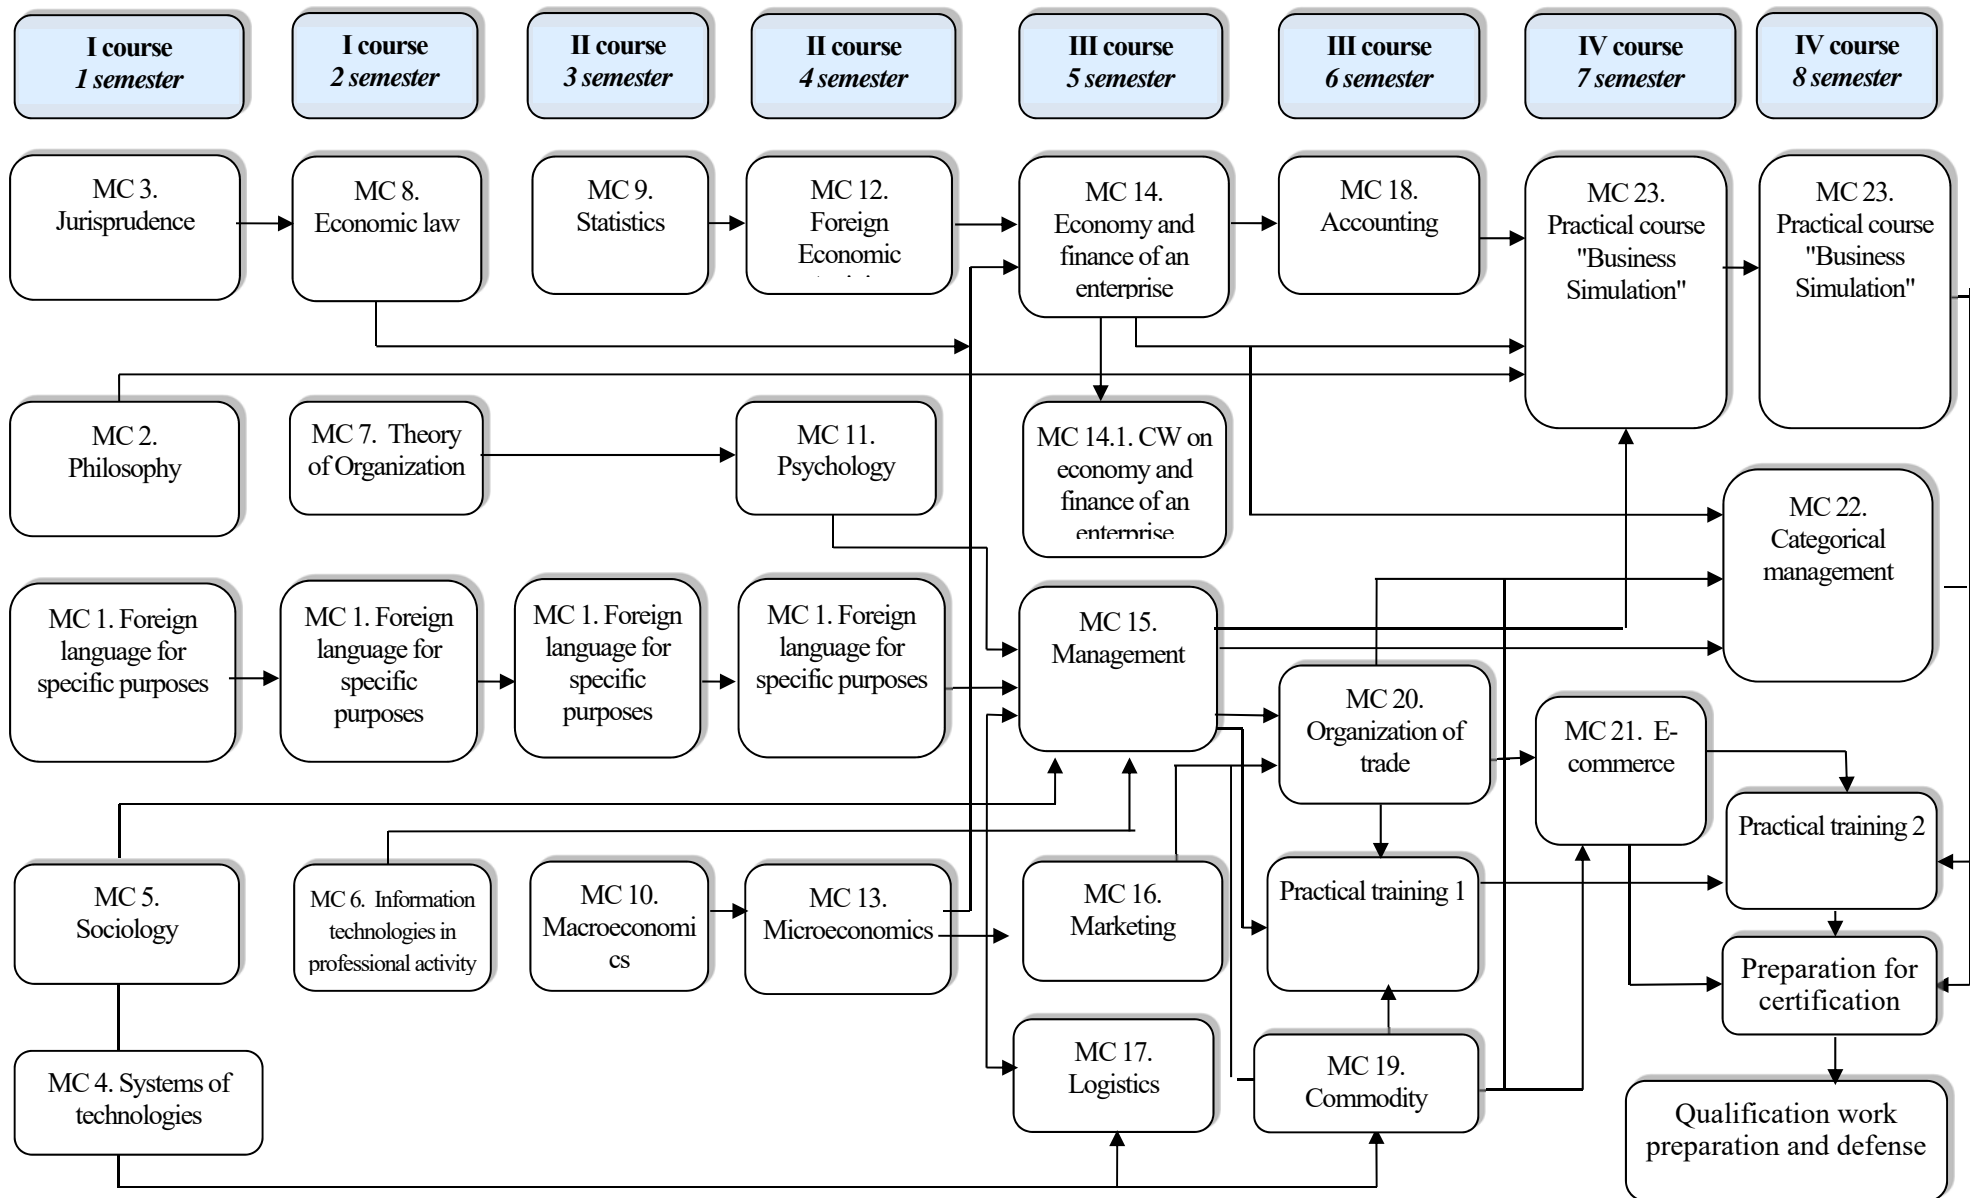 I course
1 semester
I course
2 semester
II course
3 semester
II course
4 semester
III course
5 semester
III course
6 semester
IV course
7 semester
IV course
8 semester
MC 3.
Jurisprudence
MC 8.
Economic law
MC 9.
Statistics
MC 12.
Foreign
Economic
MC 14.
Economy and
finance of an
enterprise
MC 18.
Accounting
MC 23.
Practical course
"Business
Simulation"
MC 23.
Practical course
"Business
Simulation"
MC 2.
Philosophy
MC 7. Theory
of Organization
MC 11.
Psychology
MC 14.1. CW on
economy and
finance of an
enterprise
MC 22.
Categorical
management
MC 1. Foreign
language for
specific purposes
MC 1. Foreign
language for
specific
purposes
MC 1. Foreign
language for
specific
purposes
MC 1. Foreign
language for
specific purposes
MC 15.
Management
MC 20.
Organization of
trade
MC 21. E-
commerce
Practical training 2
MC 5.
Sociology
MC 6. Information
technologies in
professional activity
MC 10.
Macroeconomi
cs
MC 13.
Microeconomics
MC 16.
Marketing
Practical training 1
Preparation for
certification
MC 4. Systems of
technologies
MC 17.
Logistics
MC 19.
Commodity
Qualification work
preparation and defense